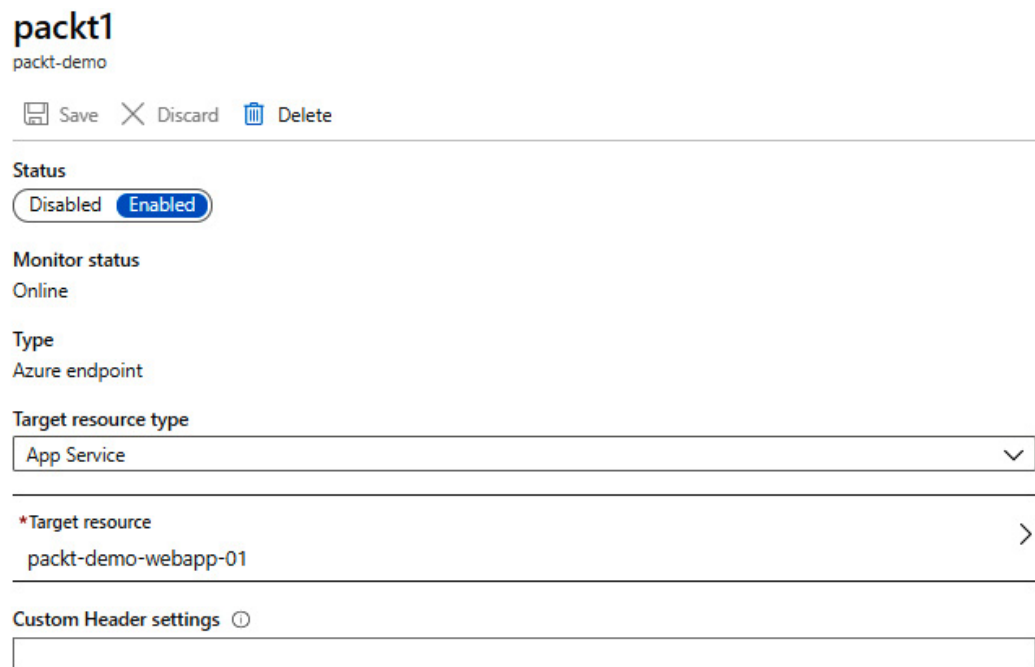 packt1
packt-demo
Save Discard Delete
Status
Disabled Enabled
Monitor status
Online
Type
Azure endpoint
Target resource type
App Service
*Target resource
packt-demo-webapp-01
Custom Header settings